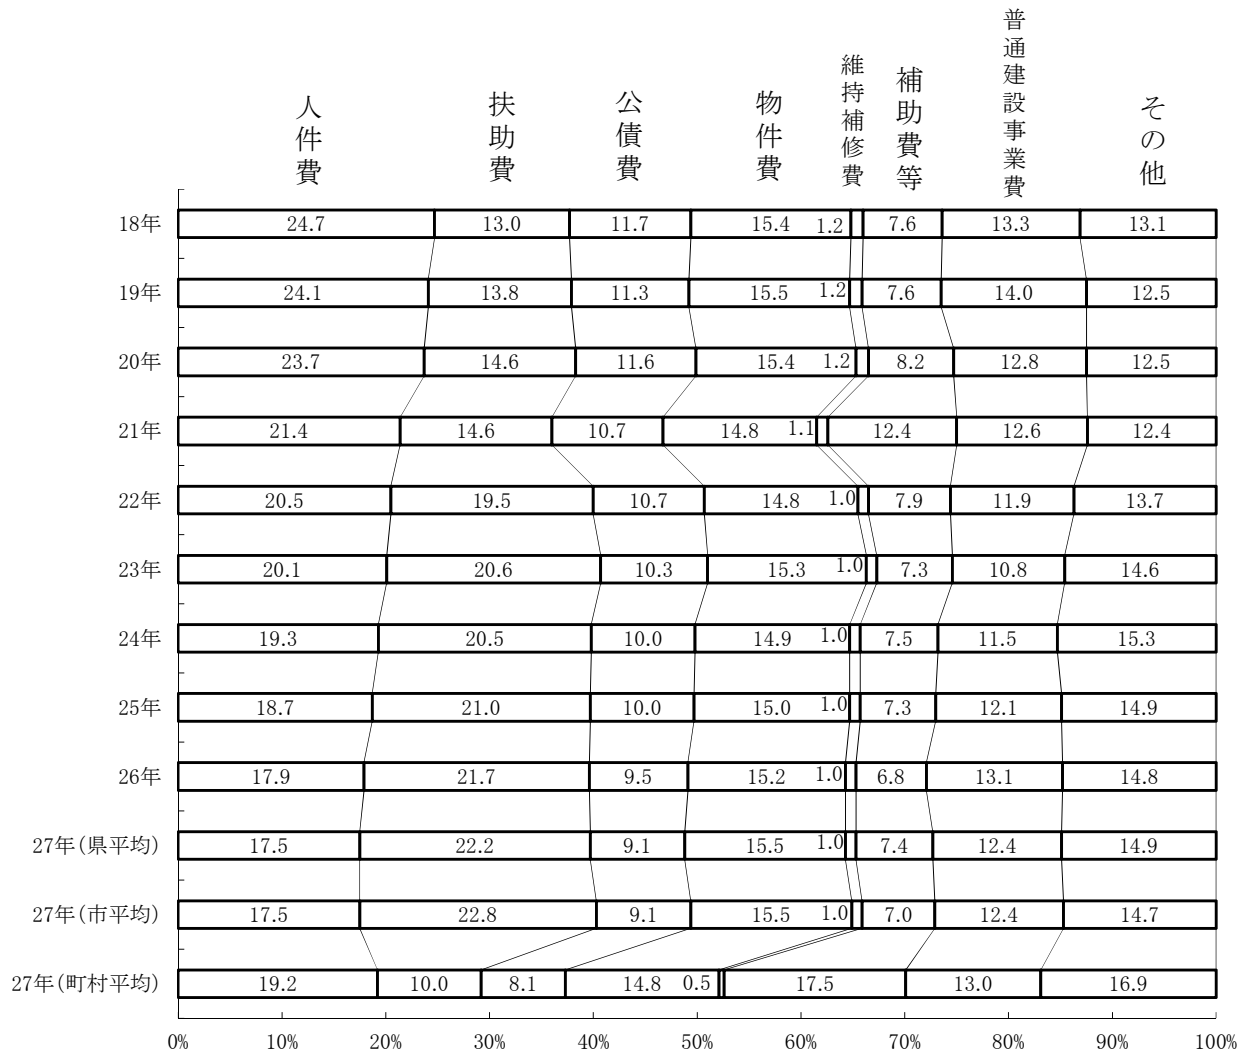 人件費
扶助費
公債費
物件費
維持補修費
補助費等
普通建設事業費
その他
18年 24.7 13.0 11.7 15.4 1.2 7.6 13.3 13.1
19年 24.1 13.8 11.3 15.5 1.2 7.6 14.0 12.5
20年 23.7 14.6 11.6 15.4 1.2 8.2 12.8 12.5
21年 21.4 14.6 10.7 14.8 1.1 12.4 12.6 12.4
22年 20.5 19.5 10.7 14.8 1.0 7.9 11.9 13.7
23年 20.1 20.6 10.3 15.3 1.0 7.3 10.8 14.6
24年 19.3 20.5 10.0 14.9 1.0 7.5 11.5 15.3
25年 18.7 21.0 10.0 15.0 1.0 7.3 12.1 14.9
26年 17.9 21.7 9.5 15.2 1.0 6.8 13.1 14.8
27年(県平均) 17.5 22.2 9.1 15.5 1.0 7.4 12.4 14.9
27年(市平均) 17.5 22.8 9.1 15.5 1.0 7.0 12.4 14.7
27年(町村平均) 19.2 10.0 8.1 14.8 0.5 17.5 13.0 16.9
0% 10% 20% 30% 40% 50% 60% 70% 80% 90% 100%